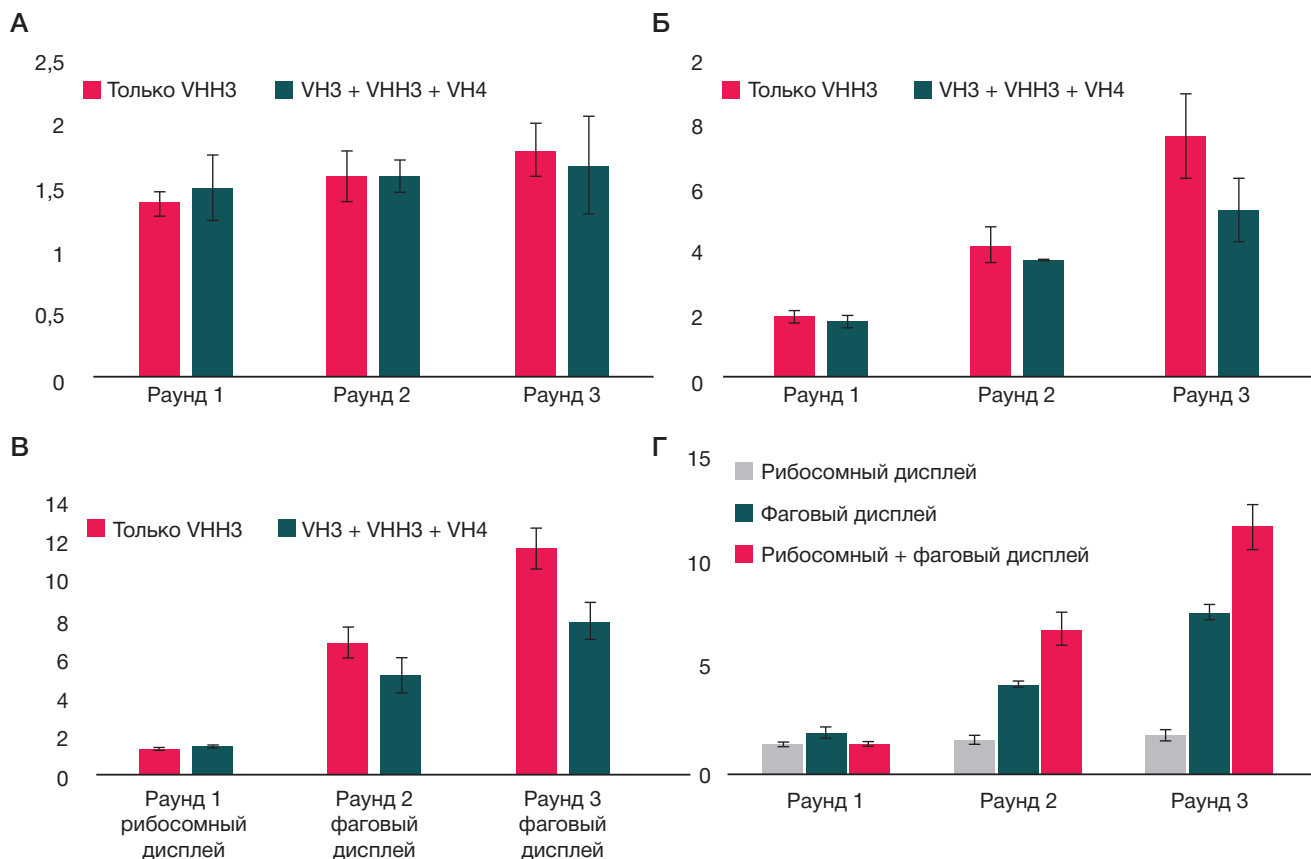 А
2,5
Только VHH3
VH3 + VHH3 + VH4
2
1,5
1
0,5
0
Раунд 1
Раунд 2
Раунд 3
Б
2
Только VHH3
VH3 + VHH3 + VH4
8
6
4
2
0
Раунд 1
Раунд 2
Раунд 3
В
14
Только VHH3
VH3 + VHH3 + VH4
12
10
8
6
4
2
0
Раунд 1
рибосомный
дисплей
Раунд 2
фаговый
дисплей
Раунд 3
фаговый
дисплей
Г
15
Рибосомный дисплей
Фаговый дисплей
Рибосомный + фаговый дисплей
10
5
0
Раунд 1
Раунд 2
Раунд 3